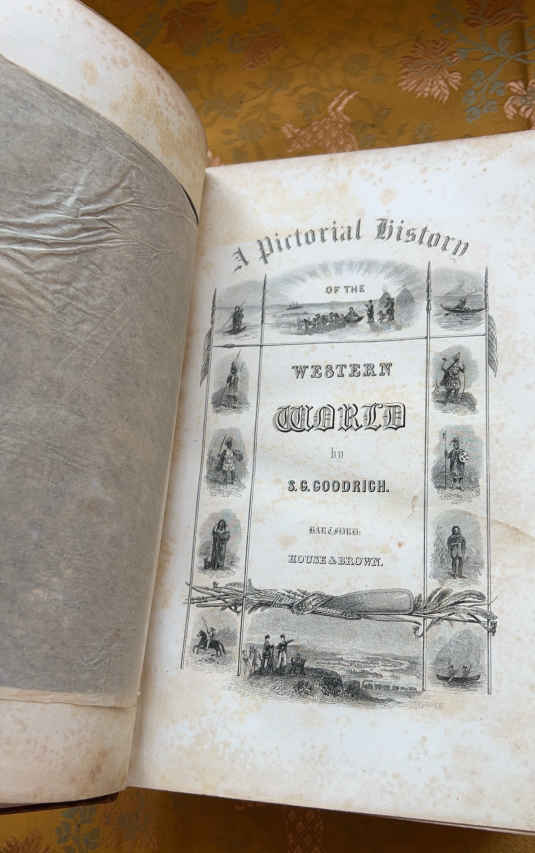 A Pictorial History
OF THE
WESTERN
WORLD
by
S. G. GOODRICH.
HARTFORD:
HOUSE & BROWN.